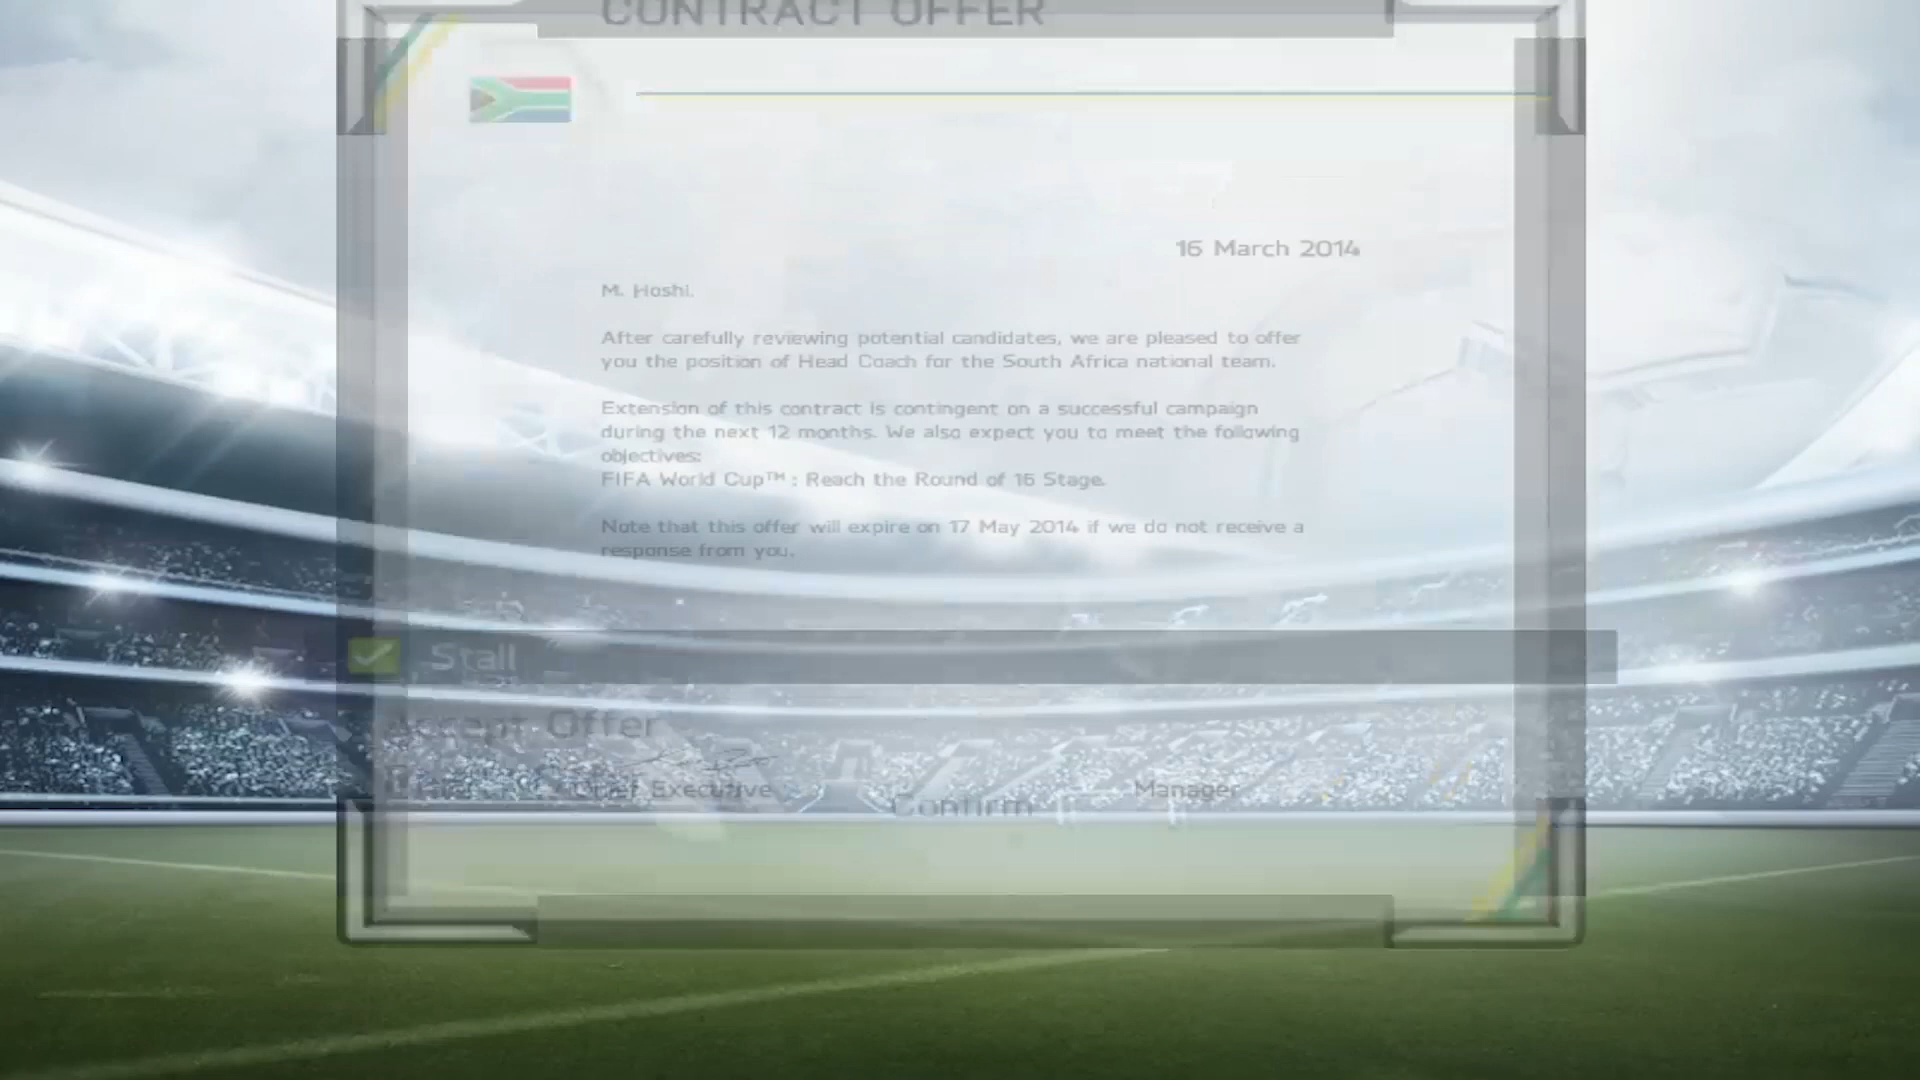 CONTRACT OFFER
16 March 2014
M. Hoshi.
After carefully reviewing potential candidates, we are pleased to offer
you the position of Head Coach for the South Africa national team.
Extension of this contract is contingent on a successful campaign
during the next 12 months. We also expect you to meet the following
objectives:
FIFA World Cup™ : Reach the Round of 16 Stage.
Note that this offer will expire on 17 May 2014 if we do not receive a
response from you.
Stall
Accept Offer
Chief Executive
Manager
Confirm